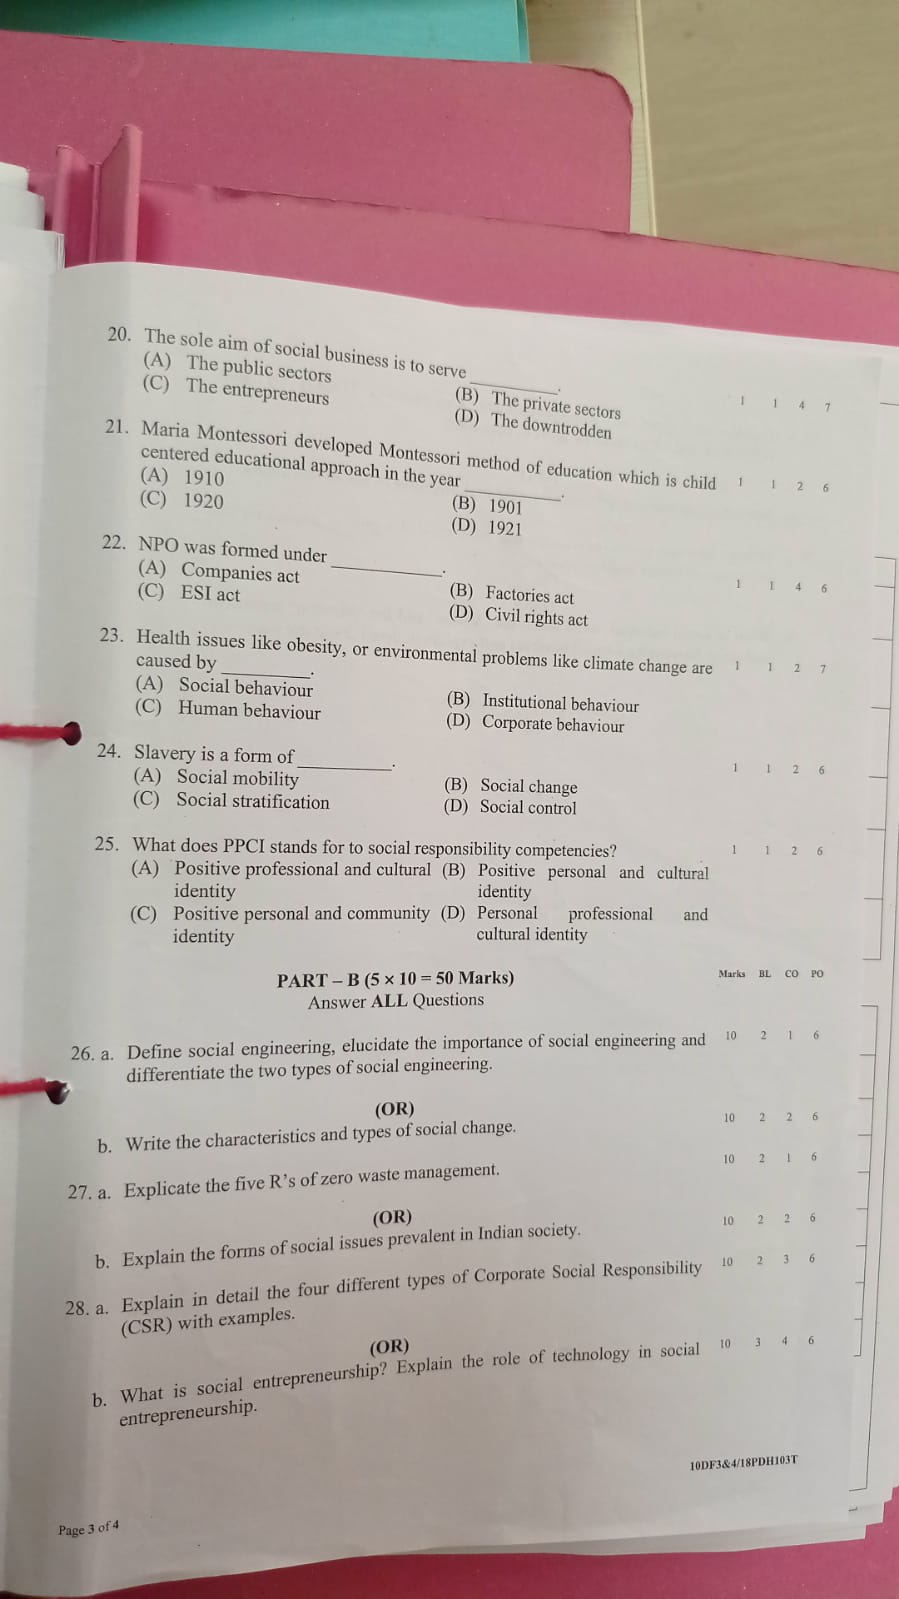 20. The sole aim of social business is to serve __________.
(A) The public sectors (B) The private sectors 1 1 4 7
(C) The entrepreneurs (D) The downtrodden
21. Maria Montessori developed Montessori method of education which is child 1 1 2 6
centered educational approach in the year __________.
(A) 1910 (B) 1901
(C) 1920 (D) 1921
22. NPO was formed under __________. 1 1 4 6
(A) Companies act (B) Factories act
(C) ESI act (D) Civil rights act
23. Health issues like obesity, or environmental problems like climate change are 1 1 2 7
caused by __________.
(A) Social behaviour (B) Institutional behaviour
(C) Human behaviour (D) Corporate behaviour
24. Slavery is a form of __________. 1 1 2 6
(A) Social mobility (B) Social change
(C) Social stratification (D) Social control
25. What does PPCI stands for to social responsibility competencies? 1 1 2 6
(A) Positive professional and cultural (B) Positive personal and cultural
identity identity
(C) Positive personal and community (D) Personal professional and
identity cultural identity
PART – B (5 × 10 = 50 Marks) Marks BL CO PO
Answer ALL Questions
26. a. Define social engineering, elucidate the importance of social engineering and 10 2 1 6
differentiate the two types of social engineering.
(OR)
b. Write the characteristics and types of social change. 10 2 2 6
27. a. Explicate the five R's of zero waste management. 10 2 1 6
(OR)
b. Explain the forms of social issues prevalent in Indian society. 10 2 2 6
28. a. Explain in detail the four different types of Corporate Social Responsibility 10 2 3 6
(CSR) with examples.
(OR)
b. What is social entrepreneurship? Explain the role of technology in social 10 3 4 6
entrepreneurship.
10DF3&4/18PDH103T
Page 3 of 4